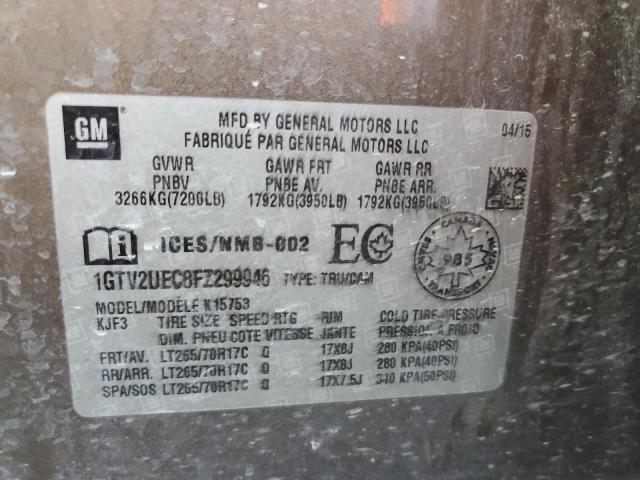 GM
MFD BY GENERAL MOTORS LLC
FABRIQUÉ PAR GENERAL MOTORS LLC
04/15
GVWR GAWR FRT GAWR RR
PNBV PNBE AV. PNBE ARR.
3266KG(7200LB) 1792KG(3950LB) 1792KG(3950LB)
ICES/NMB-002 EC
CANADA 985 TRANSPORT
1GTV2UEC8FZ299946 TYPE: TRU/CAM
MODEL/MODÈLE K15753
KJF3 TIRE SIZE SPEED RTG RIM COLD TIRE PRESSURE
DIM. PNEU COTE VITESSE JANTE PRESSION À FROID
FRT/AV. LT265/70R17C Q 17X8J 280 KPA(40PSI)
RR/ARR. LT265/70R17C Q 17X8J 280 KPA(40PSI)
SPA/SOS LT265/70R17C Q 17X7.5J 340 KPA(50PSI)